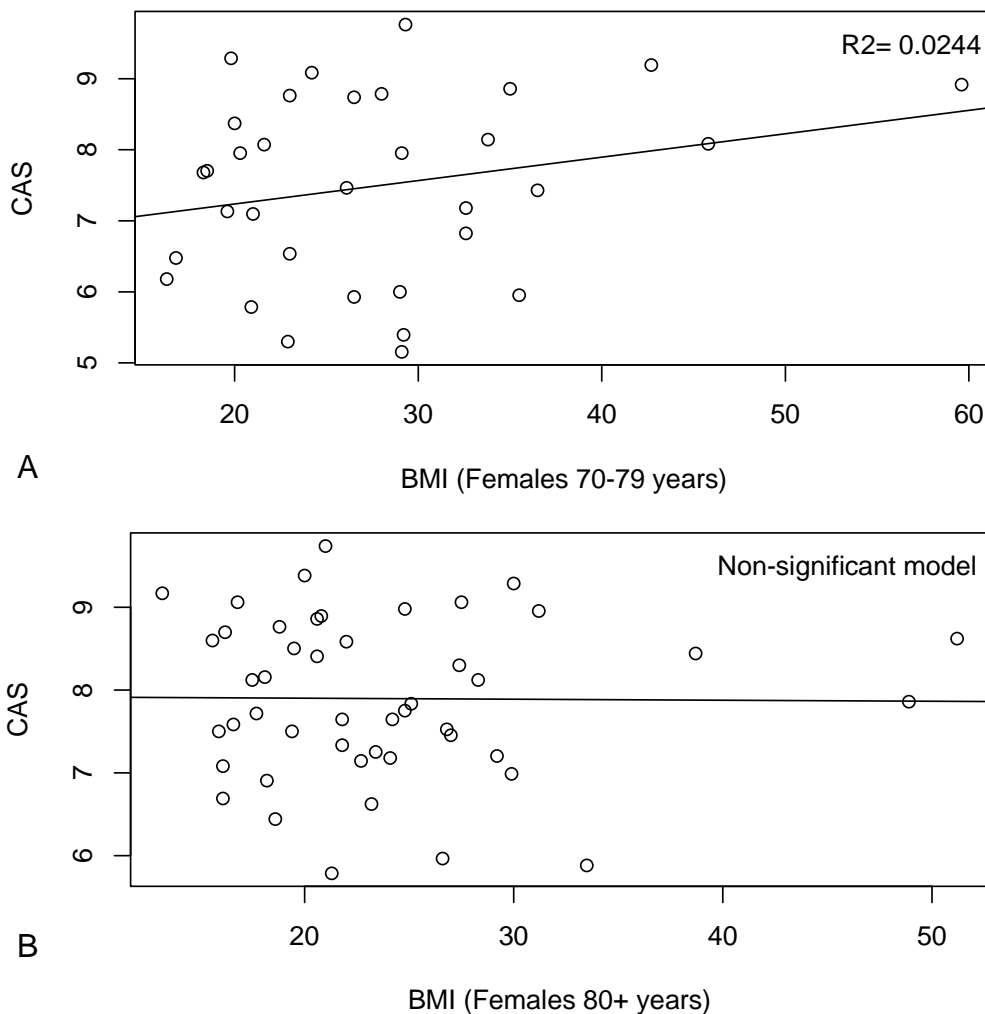 R2= 0.0244
CAS
9
8
7
6
5
20 30 40 50 60
A
BMI (Females 70-79 years)
Non-significant model
CAS
9
8
7
6
20 30 40 50
B
BMI (Females 80+ years)